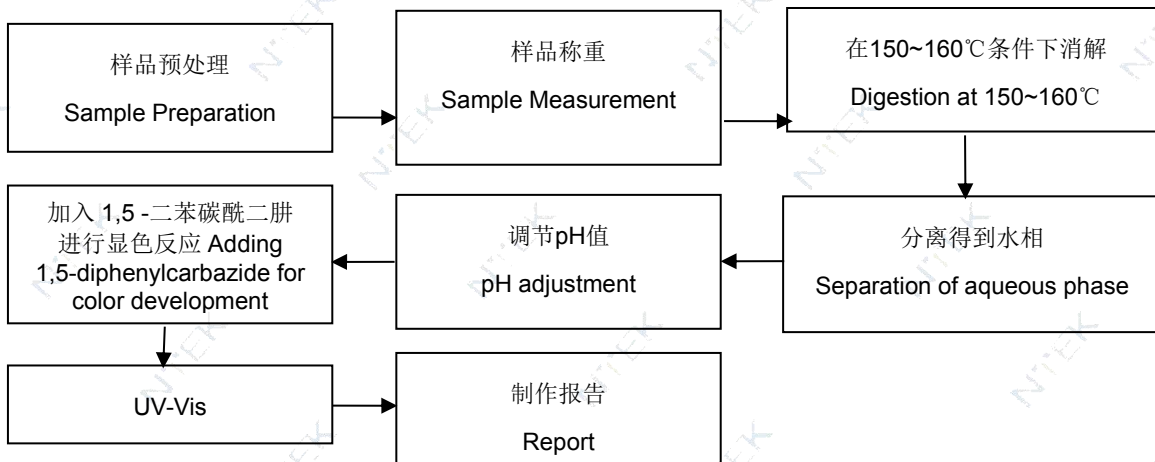 样品预处理
Sample Preparation
样品称重
Sample Measurement
在150~160℃条件下消解
Digestion at 150~160℃
分离得到水相
Separation of aqueous phase
调节pH值
pH adjustment
加入 1,5 -二苯碳酰二肼
进行显色反应 Adding
1,5-diphenylcarbazide for
color development
UV-Vis
制作报告
Report